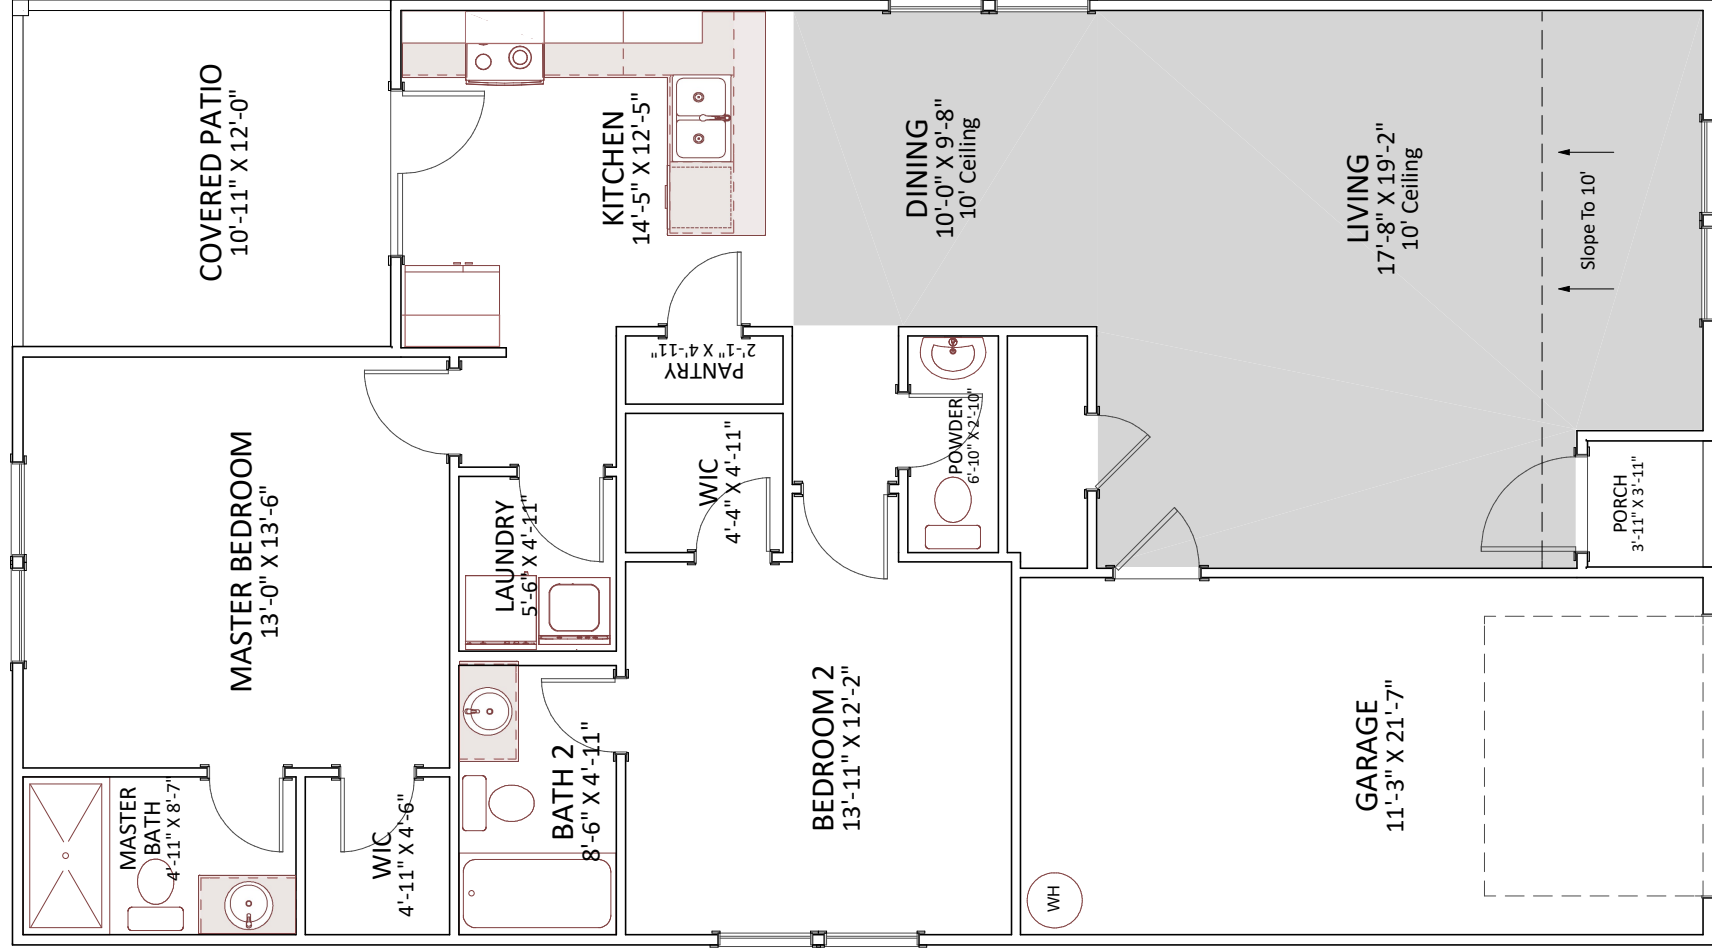 COVERED PATIO
10'-11" X 12'-0"
KITCHEN
14'-5" X 12'-5"
DINING
10'-0" X 9'-8"
10' Ceiling
LIVING
17'-8" X 19'-2"
10' Ceiling
Slope To 10'
PANTRY
2'-1" X 4'-11"
POWDER
6'-10" X 2'-10"
WIC
4'-4" X 4'-11"
PORCH
3'-11" X 3'-11"
MASTER BEDROOM
13'-0" X 13'-6"
LAUNDRY
5'-6" X 4'-11"
BEDROOM 2
13'-11" X 12'-2"
GARAGE
11'-3" X 21'-7"
MASTER
BATH
4'-11" X 8'-7"
WIC
4'-11" X 4'-6"
BATH 2
8'-6" X 4'-11"
WH